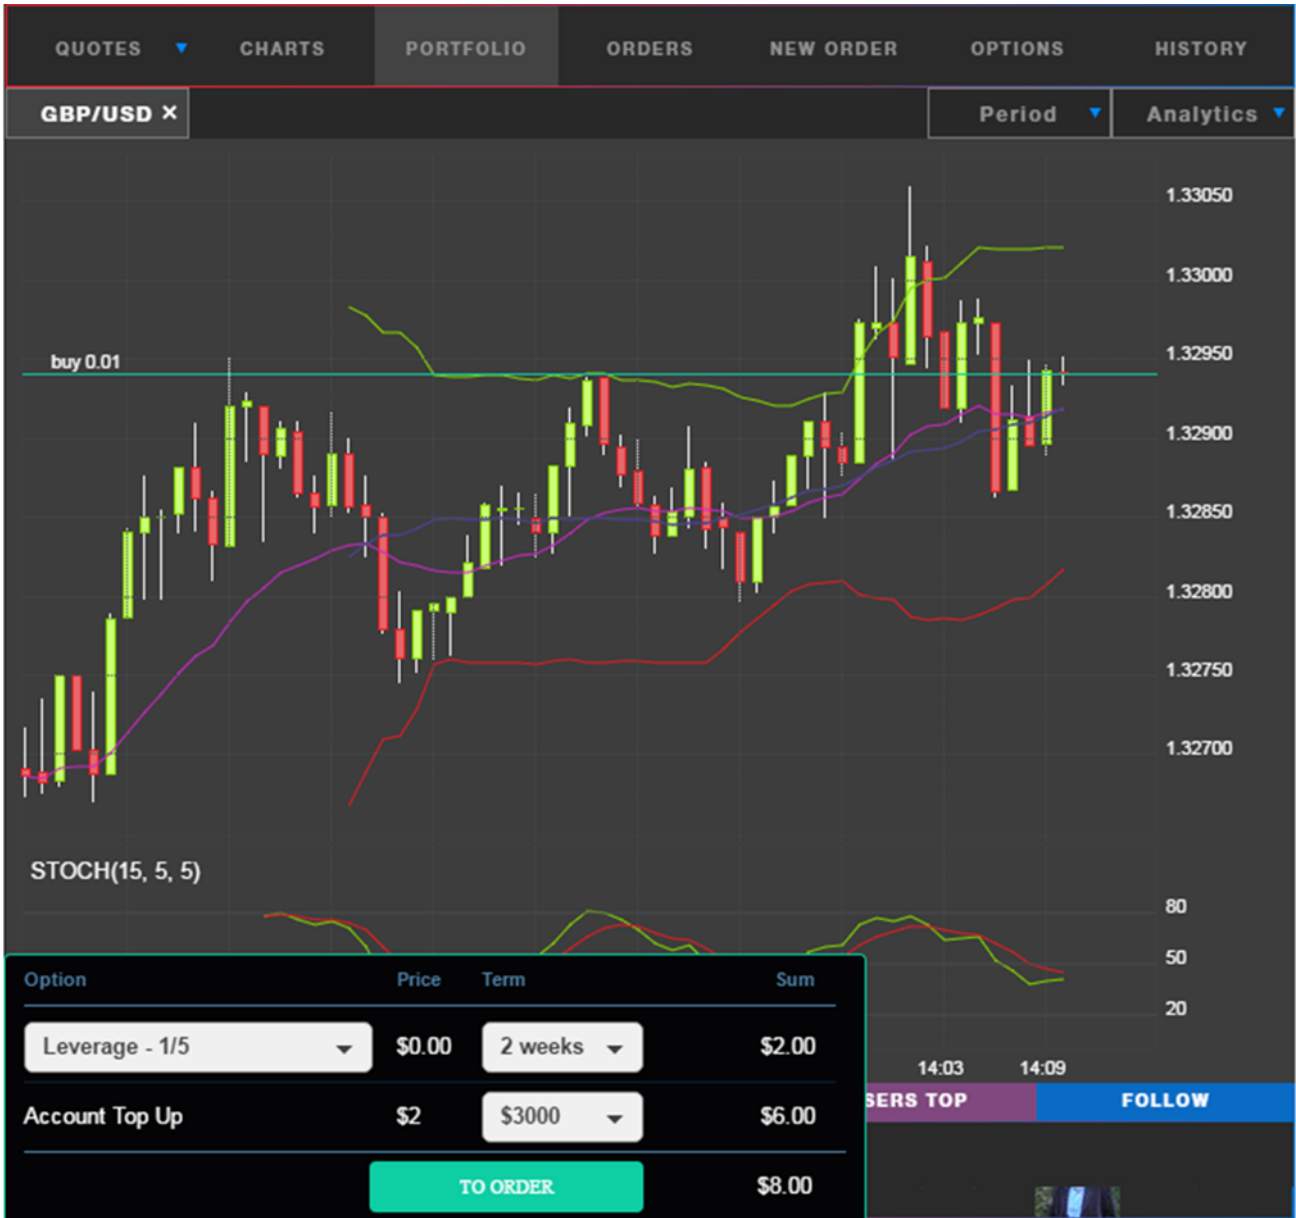 QUOTES CHARTS PORTFOLIO ORDERS NEW ORDER OPTIONS HISTORY
GBP/USD × Period Analytics
1.33050
1.33000
buy 0.01 1.32950
1.32900
1.32850
1.32800
1.32750
1.32700
STOCH(15, 5, 5)
80
50
20
14:03 14:09
SERS TOP FOLLOW
Option Price Term Sum
Leverage - 1/5 $0.00 2 weeks $2.00
Account Top Up $2 $3000 $6.00
TO ORDER $8.00